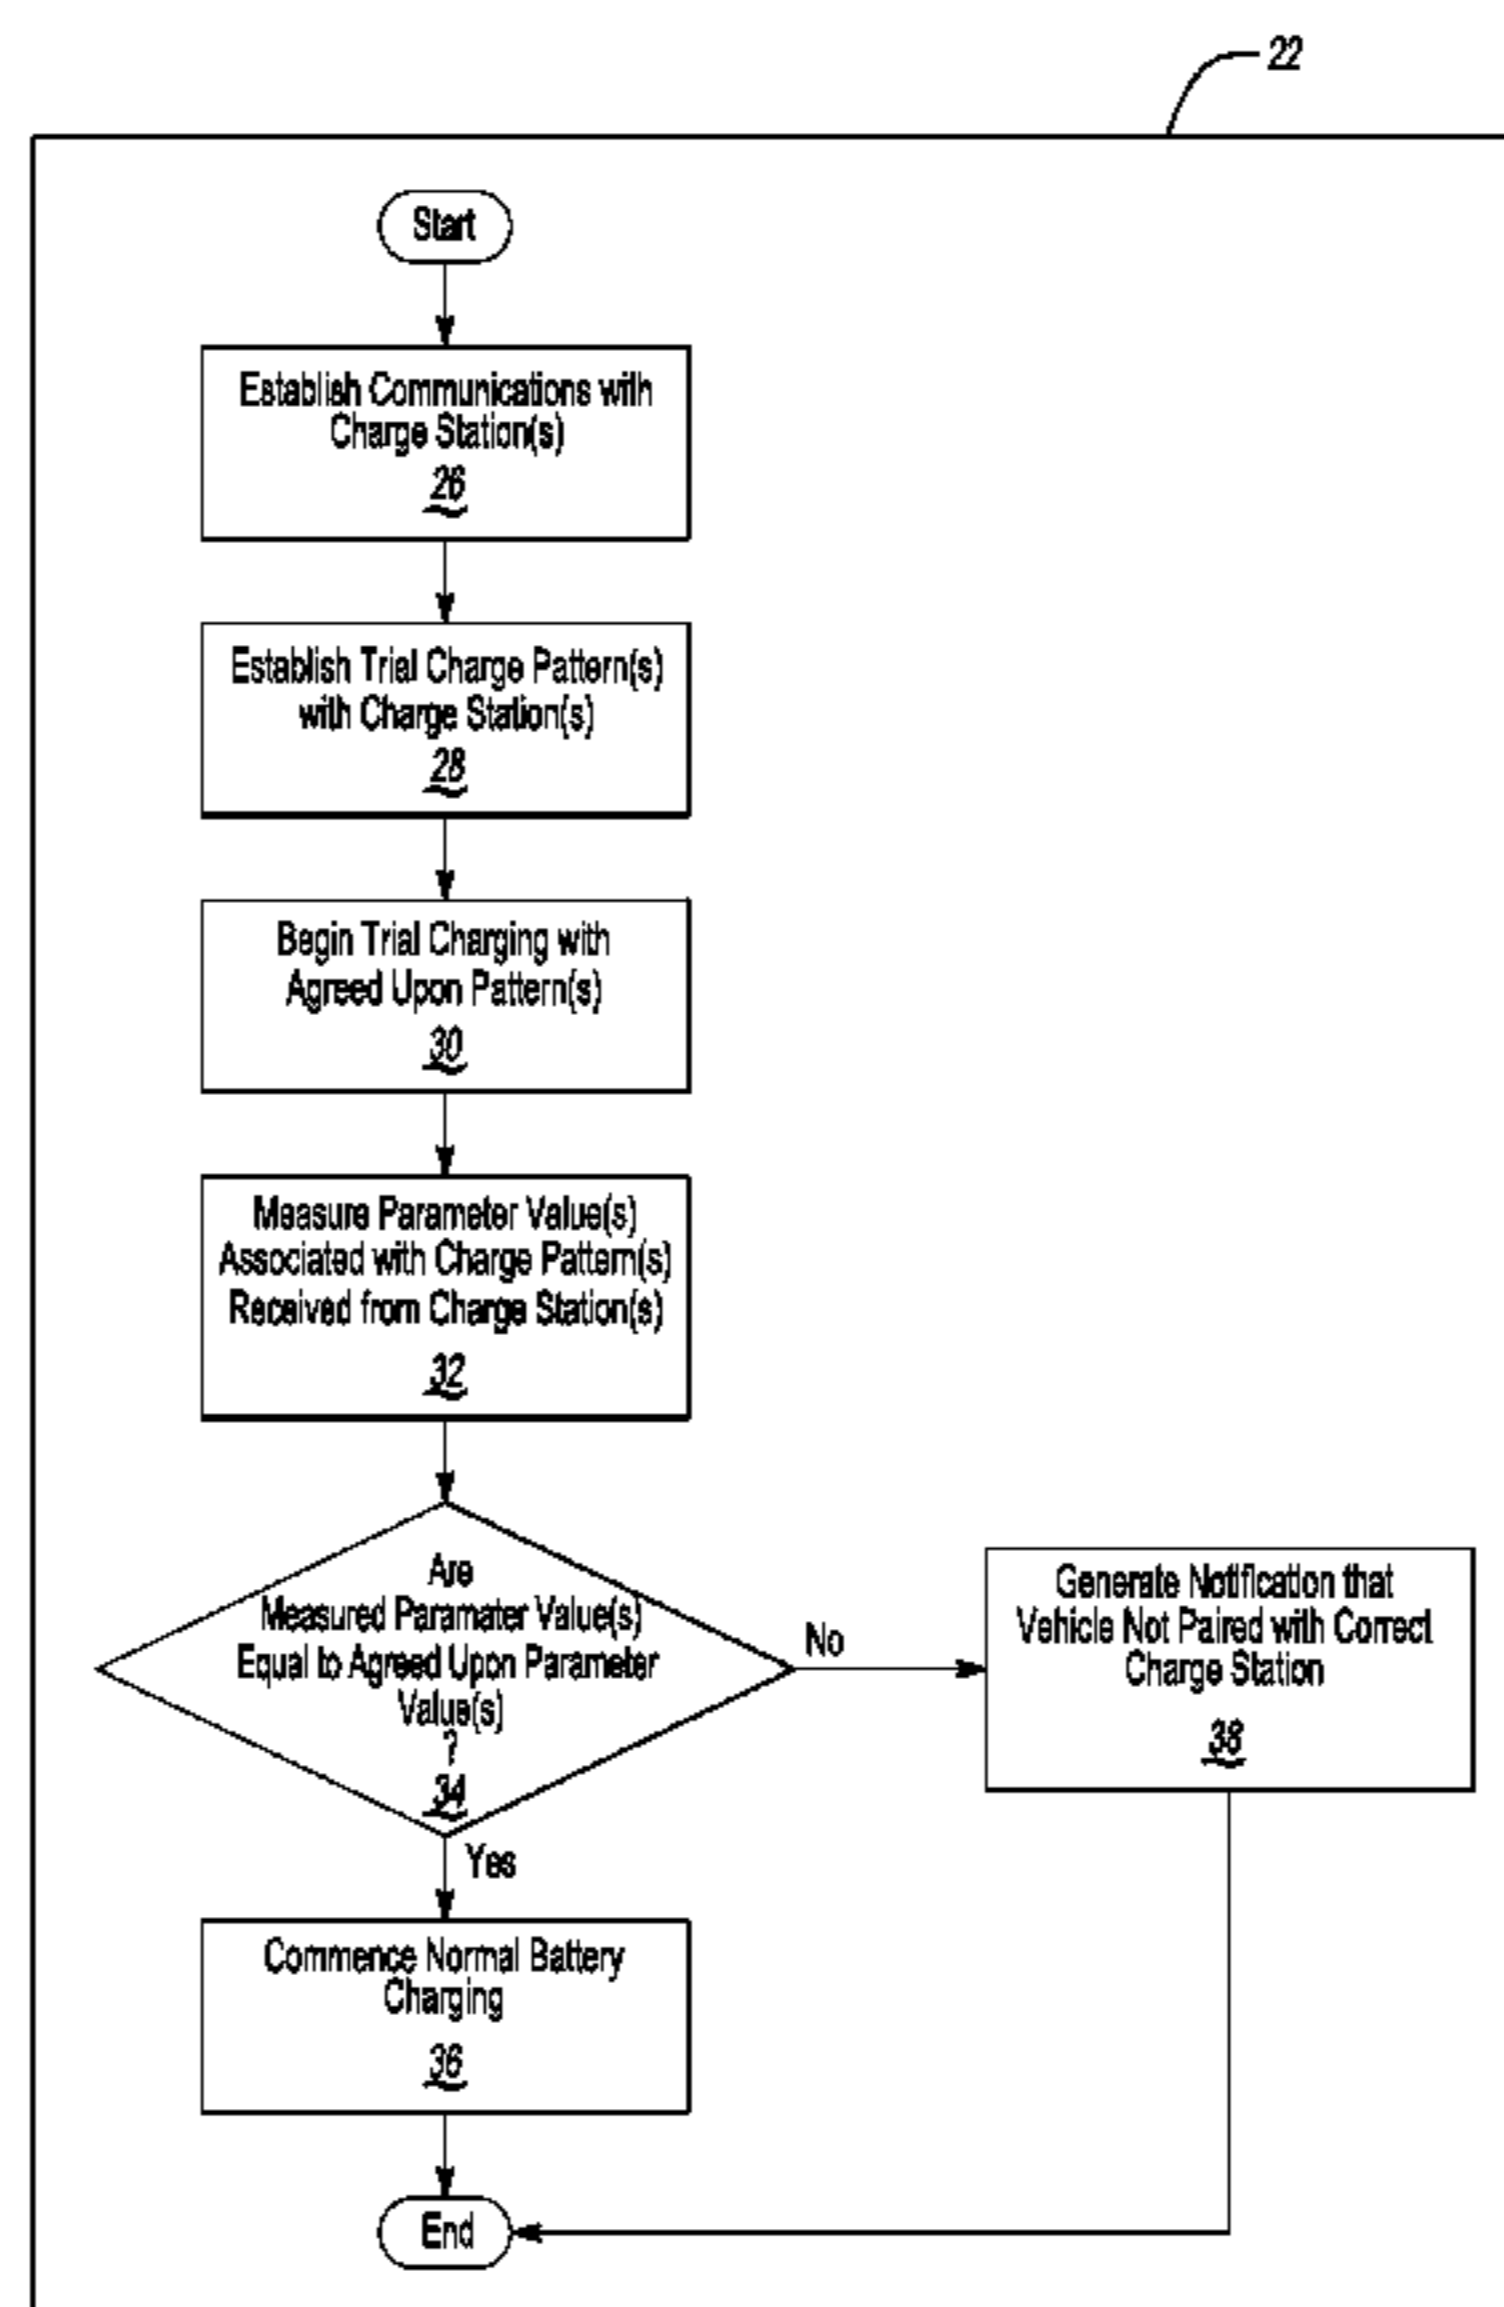 22
Start
Establish Communications with
Charge Station(s)
26
Establish Trial Charge Pattern(s)
with Charge Station(s)
28
Begin Trial Charging with
Agreed Upon Pattern(s)
30
Measure Parameter Value(s)
Associated with Charge Pattern(s)
Received from Charge Station(s)
32
Are
Measured Paramater Value(s)
Equal to Agreed Upon Parameter
Value(s)
?
34
No
Generate Notification that
Vehicle Not Paired with Correct
Charge Station
38
Yes
Commence Normal Battery
Charging
36
End